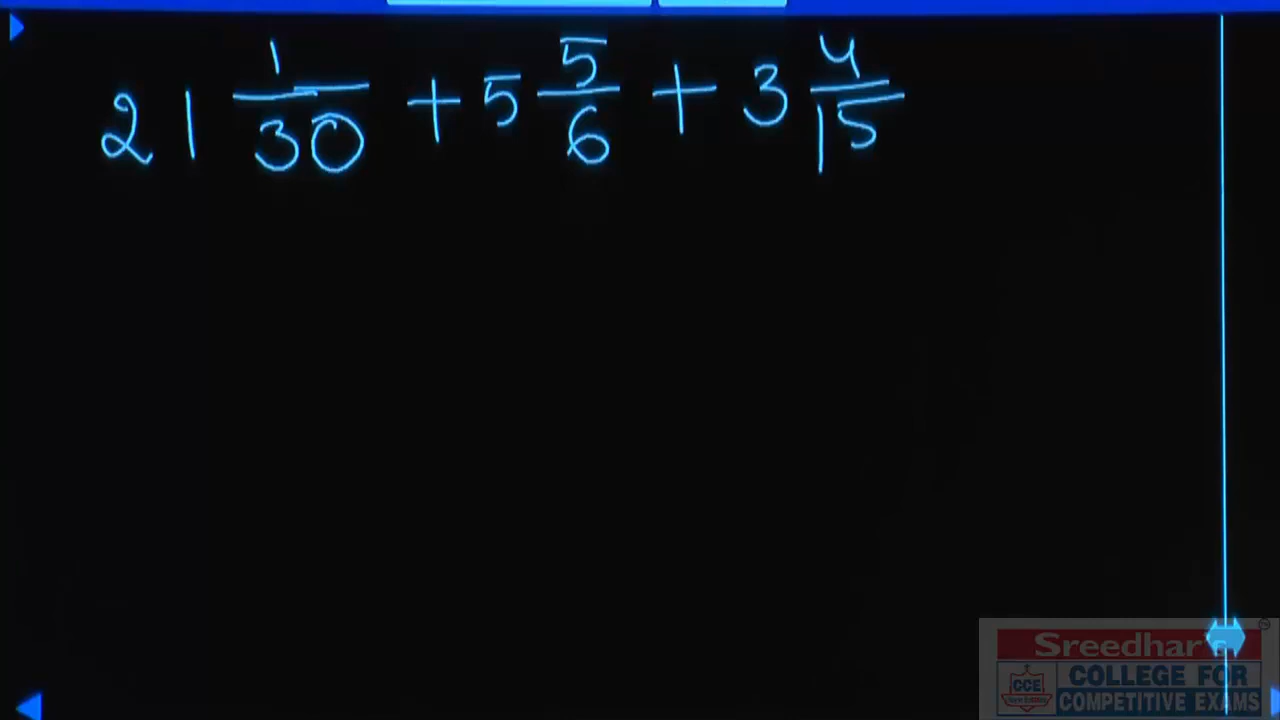 21 1/30 + 5 5/6 + 3 4/15
Sreedhar's
CCE
COLLEGE FOR
COMPETITIVE EXAMS